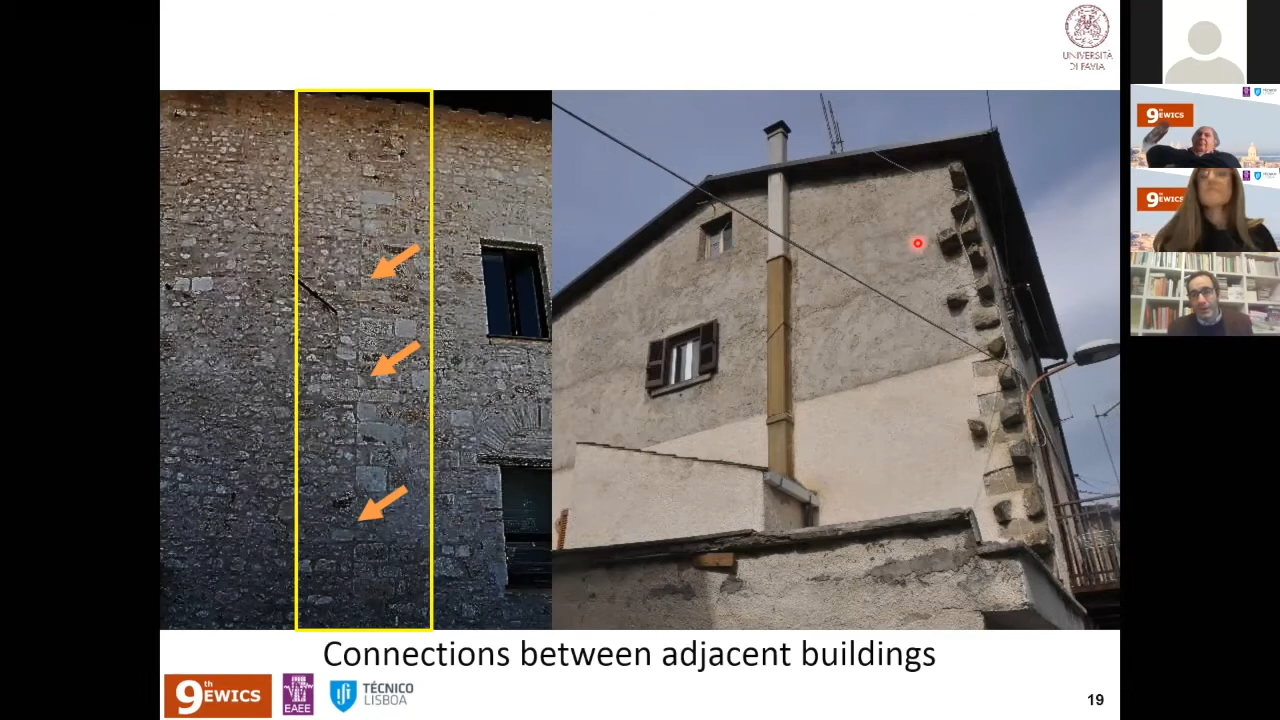 UNIVERSITÀ
DI PAVIA
Connections between adjacent buildings
9th EWICS
EAEE
TÉCNICO
LISBOA
19
9th EWICS
9th EWICS